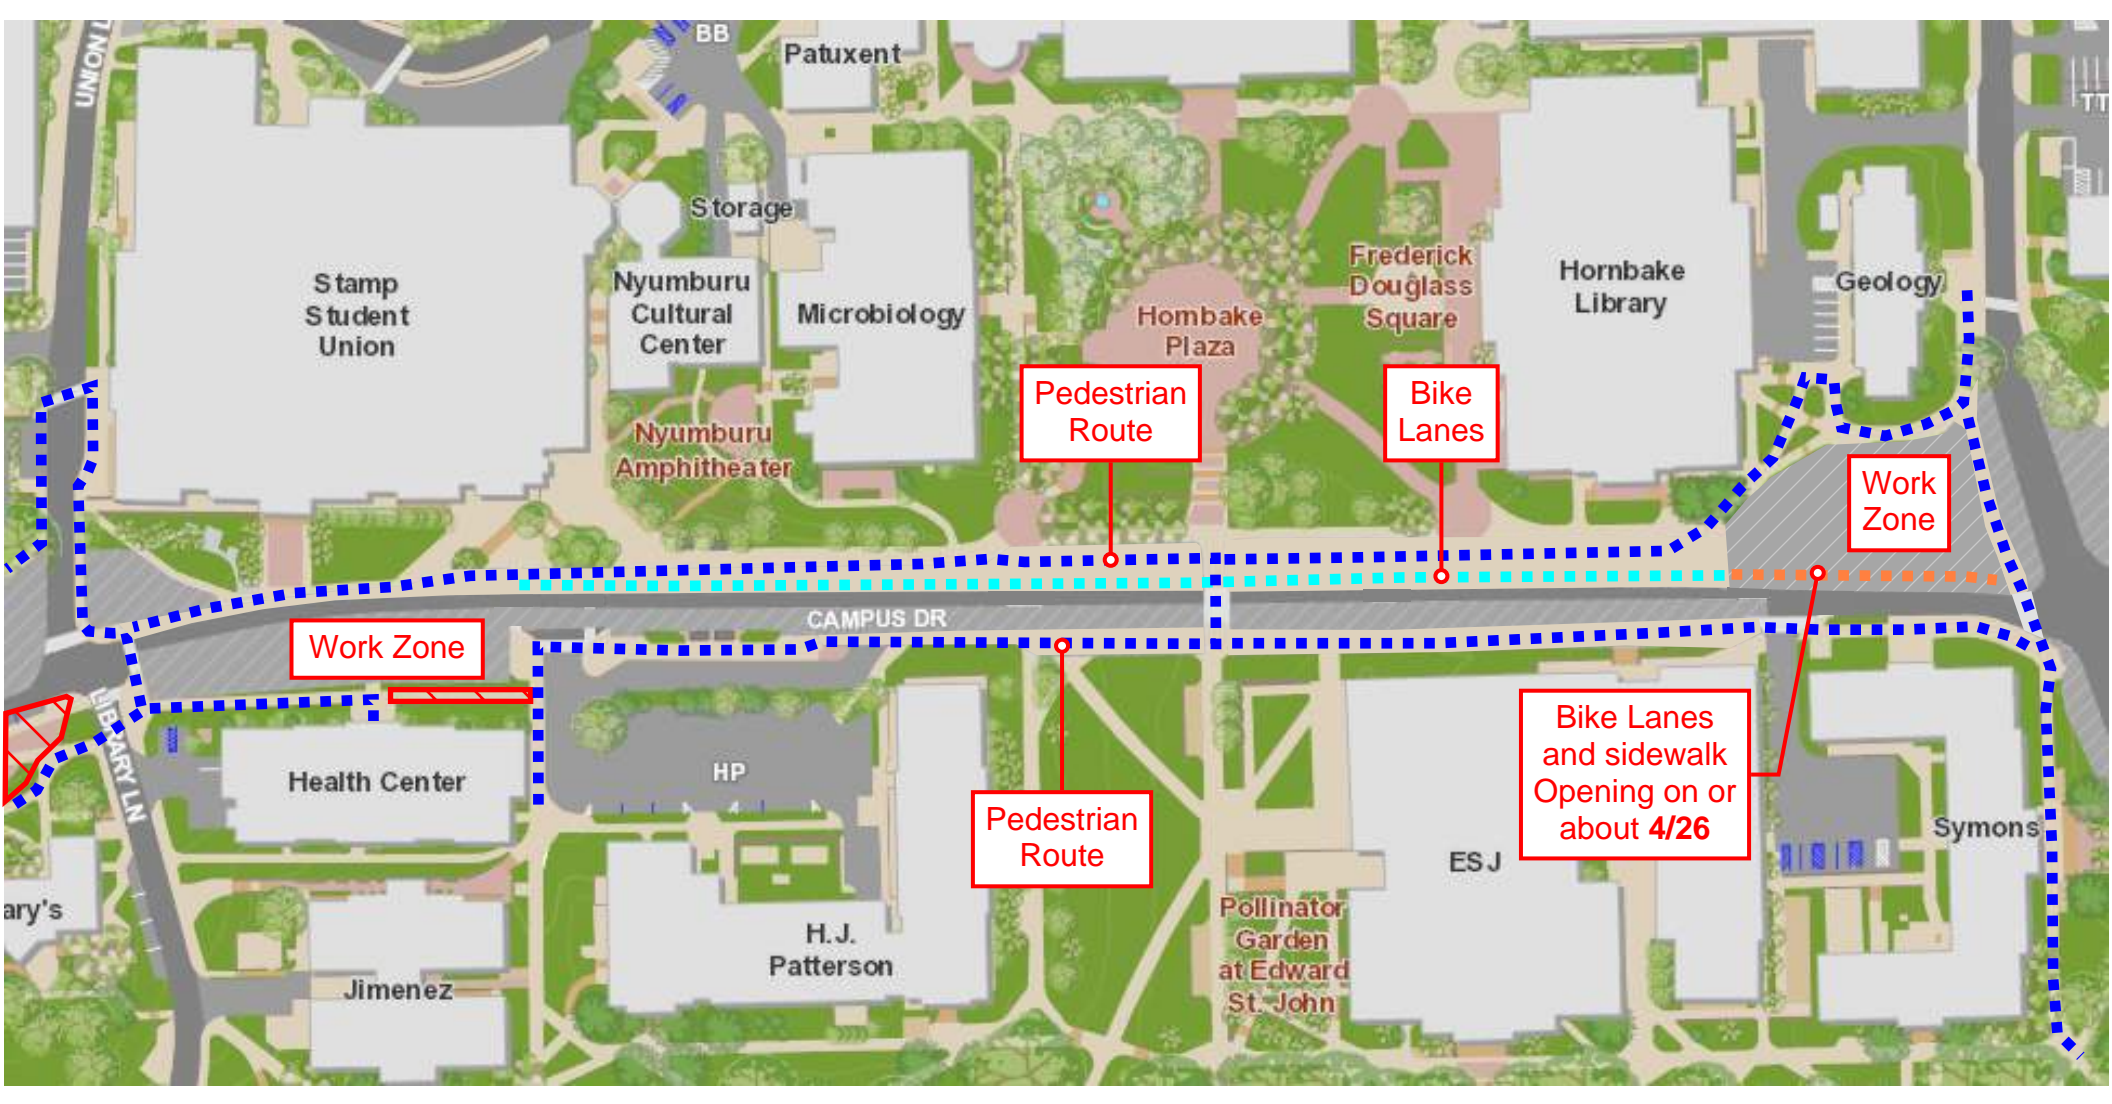 UNION L
BB
Patuxent
TT
Storage
Stamp
Student
Union
Nyumburu
Cultural
Center
Microbiology
Hornbake
Plaza
Frederick
Douglass
Square
Hornbake
Library
Geology
Pedestrian
Route
Bike
Lanes
Nyumburu
Amphitheater
Work
Zone
CAMPUS DR
Work Zone
LIBRARY LN
Health Center
HP
Pedestrian
Route
Bike Lanes
and sidewalk
Opening on or
about 4/26
ESJ
Symons
ary's
H.J.
Patterson
Jimenez
Pollinator
Garden
at Edward
St. John